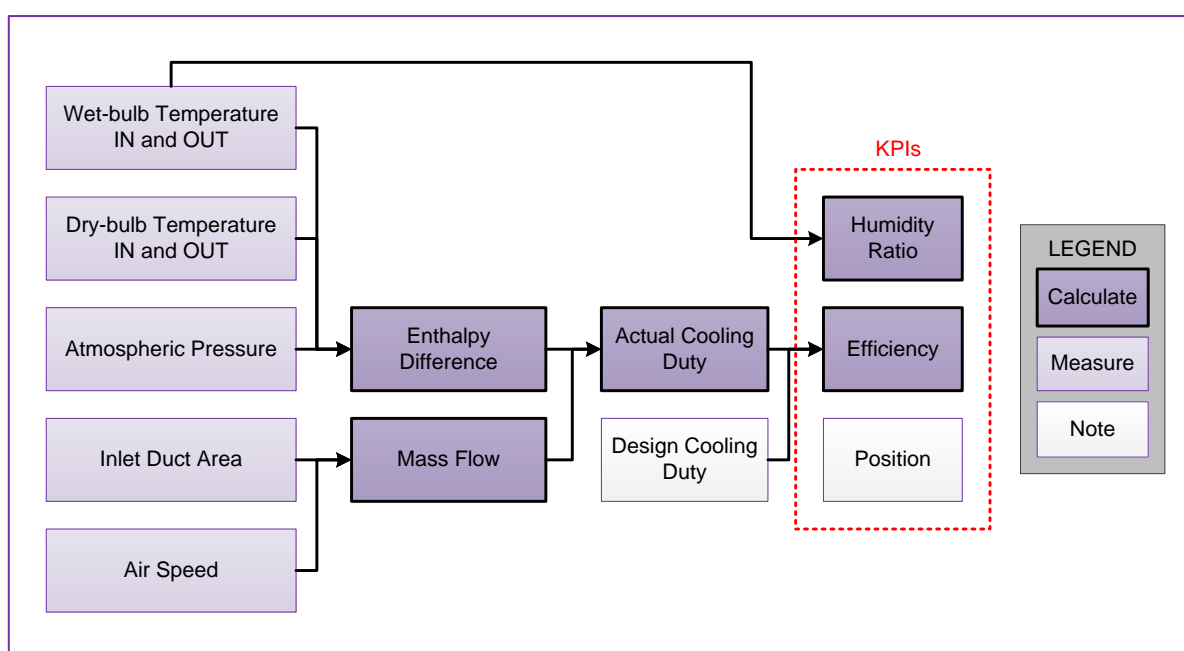 Wet-bulb Temperature
IN and OUT
Dry-bulb Temperature
IN and OUT
Atmospheric Pressure
Inlet Duct Area
Air Speed
Enthalpy
Difference
Mass Flow
Actual Cooling
Duty
Design Cooling
Duty
KPIs
Humidity
Ratio
Efficiency
Position
LEGEND
Calculate
Measure
Note